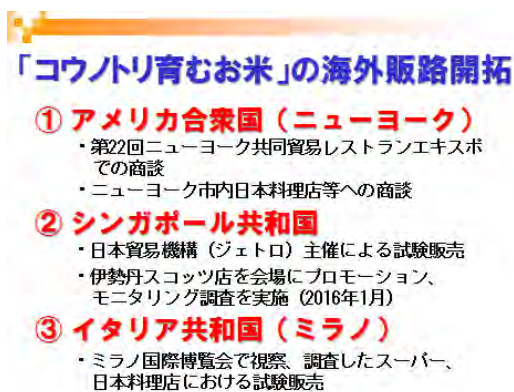 「コウノトリ育むお米」の海外販路開拓
① アメリカ合衆国（ニューヨーク）
・第22回ニューヨーク共同貿易レストランエキスポ
での商談
・ニューヨーク市内日本料理店等への商談
② シンガポール共和国
・日本貿易機構（ジェトロ）主催による試験販売
・伊勢丹スコッツ店を会場にプロモーション、
モニタリング調査を実施（2016年1月）
③ イタリア共和国（ミラノ）
・ミラノ国際博覧会で視察、調査したスーパー、
日本料理店における試験販売